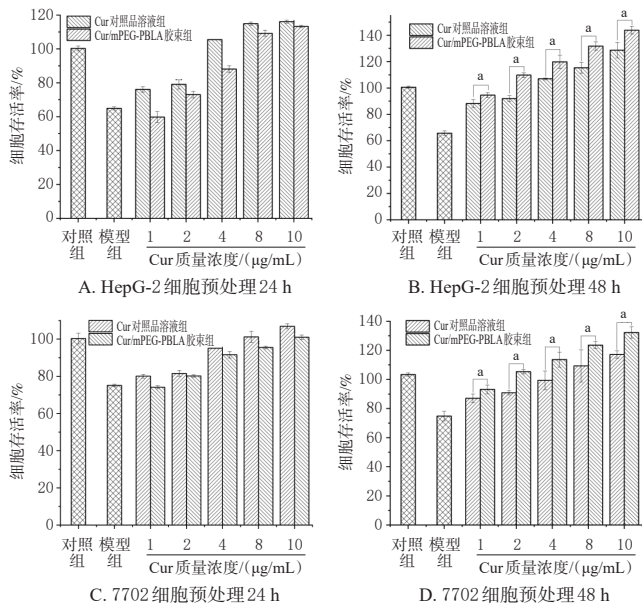 120
100
80
60
40
20
0
细胞存活率/%
Cur对照品溶液组
Cur/mPEG-PBLA胶束组
对照组
模型组
1 2 4 8 10
Cur质量浓度/(μg/mL)
A. HepG-2细胞预处理24 h
140
120
100
80
60
40
20
0
细胞存活率/%
Cur对照品溶液组
Cur/mPEG-PBLA胶束组
a a a a a
对照组
模型组
1 2 4 8 10
Cur质量浓度/(μg/mL)
B. HepG-2细胞预处理48 h
100
80
60
40
20
0
细胞存活率/%
Cur对照品溶液组
Cur/mPEG-PBLA胶束组
对照组
模型组
1 2 4 8 10
Cur质量浓度/(μg/mL)
C. 7702细胞预处理24 h
140
120
100
80
60
40
20
0
细胞存活率/%
Cur对照品溶液组
Cur/mPEG-PBLA胶束组
a a a a a
对照组
模型组
1 2 4 8 10
Cur质量浓度/(μg/mL)
D. 7702细胞预处理48 h